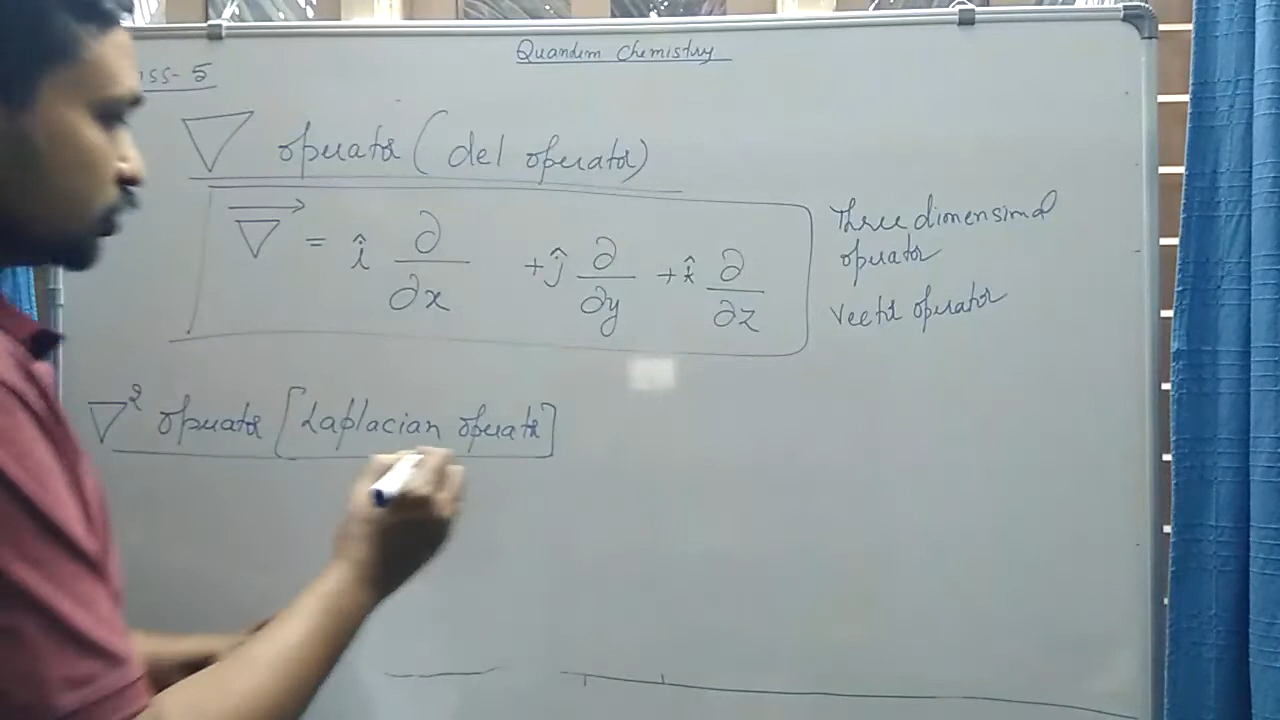 Quandum Chemistry
ss-5
∇ operator (del operator)
∇⃗ = î ∂/∂x + ĵ ∂/∂y + k̂ ∂/∂z
Three dimensional
operator
Vector operator
∇² operator [Laplacian operator]